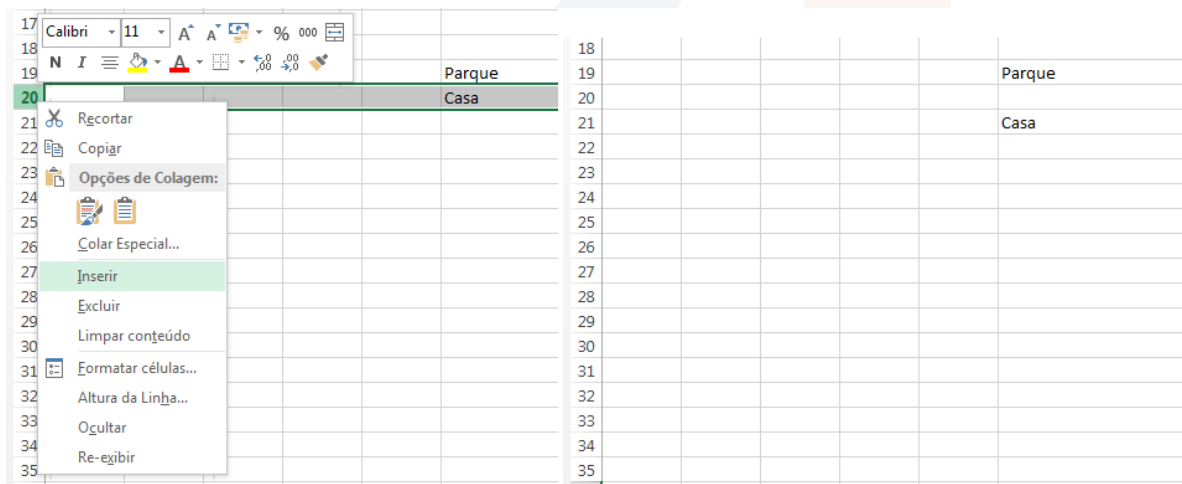 17
Calibri 11 A A % 000
18
N I A ,00 ,0
19 Parque
20 Casa
21 Recortar
22 Copiar
23 Opções de Colagem:
24
25
26 Colar Especial...
27 Inserir
28 Excluir
29 Limpar conteúdo
30
31 Formatar células...
32 Altura da Linha...
33 Ocultar
34 Re-exibir
35
18
19 Parque
20
21 Casa
22
23
24
25
26
27
28
29
30
31
32
33
34
35